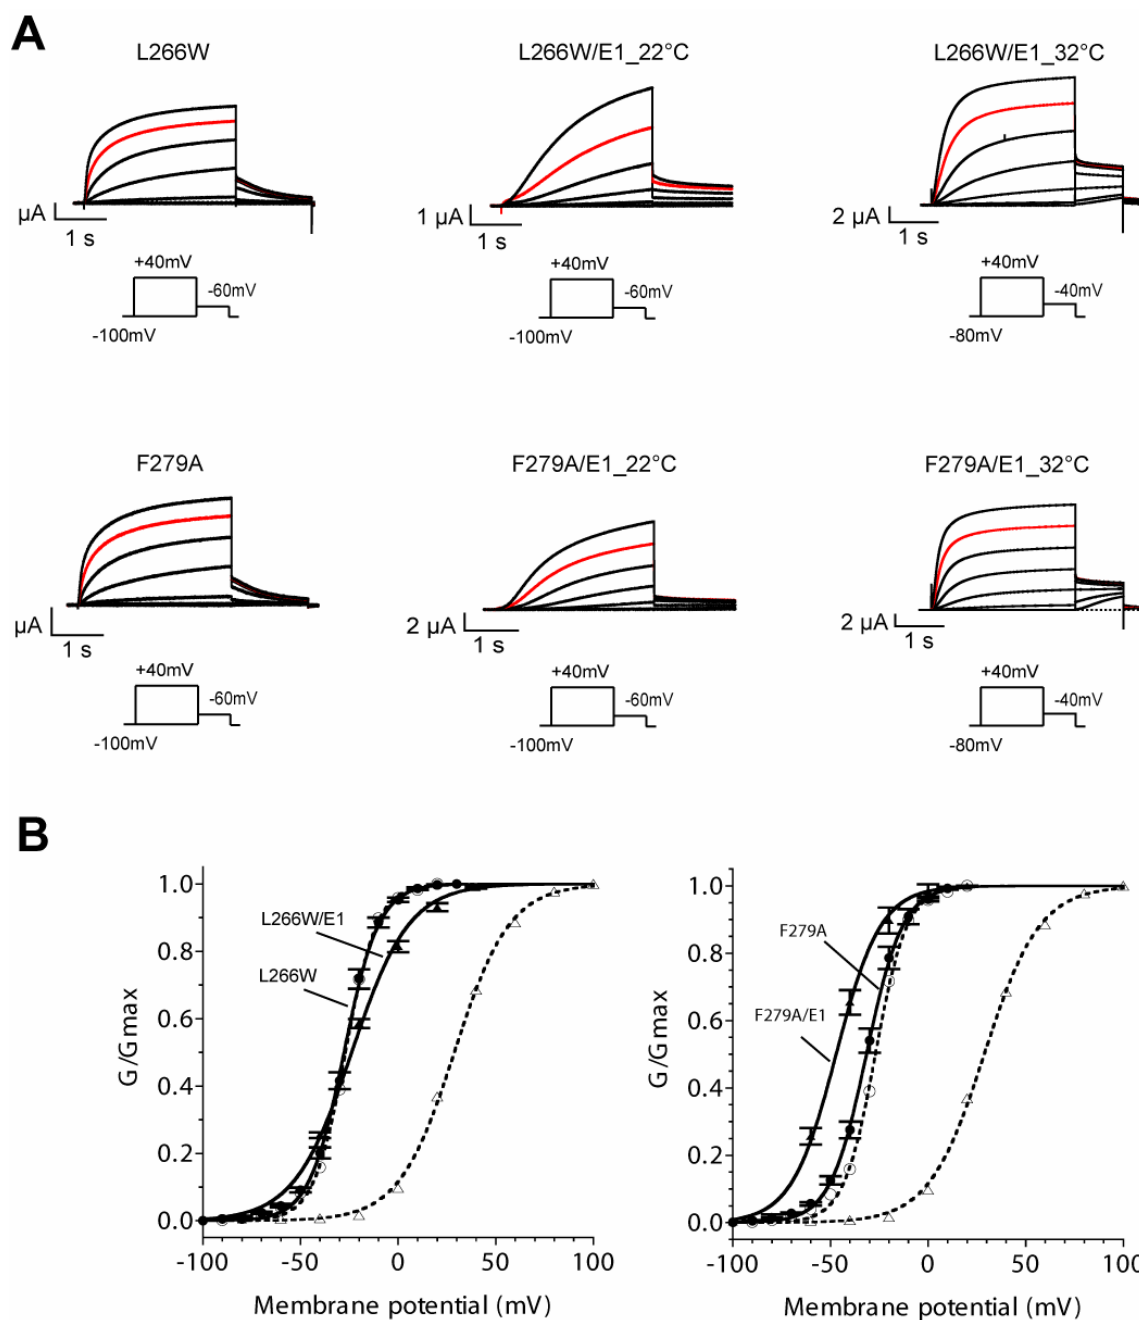 A
L266W
L266W/E1_22°C
L266W/E1_32°C
µA
1 s
1 µA
1 s
2 µA
1 s
+40mV
-60mV
-100mV
+40mV
-60mV
-100mV
+40mV
-40mV
-80mV
F279A
F279A/E1_22°C
F279A/E1_32°C
µA
1 s
2 µA
1 s
2 µA
1 s
+40mV
-60mV
-100mV
+40mV
-60mV
-100mV
+40mV
-40mV
-80mV
B
G/Gmax
1.0
0.8
0.6
0.4
0.2
0.0
L266W/E1
L266W
-100
-50
0
50
100
Membrane potential (mV)
G/Gmax
1.0
0.8
0.6
0.4
0.2
0.0
F279A
F279A/E1
-100
-50
0
50
100
Membrane potential (mV)